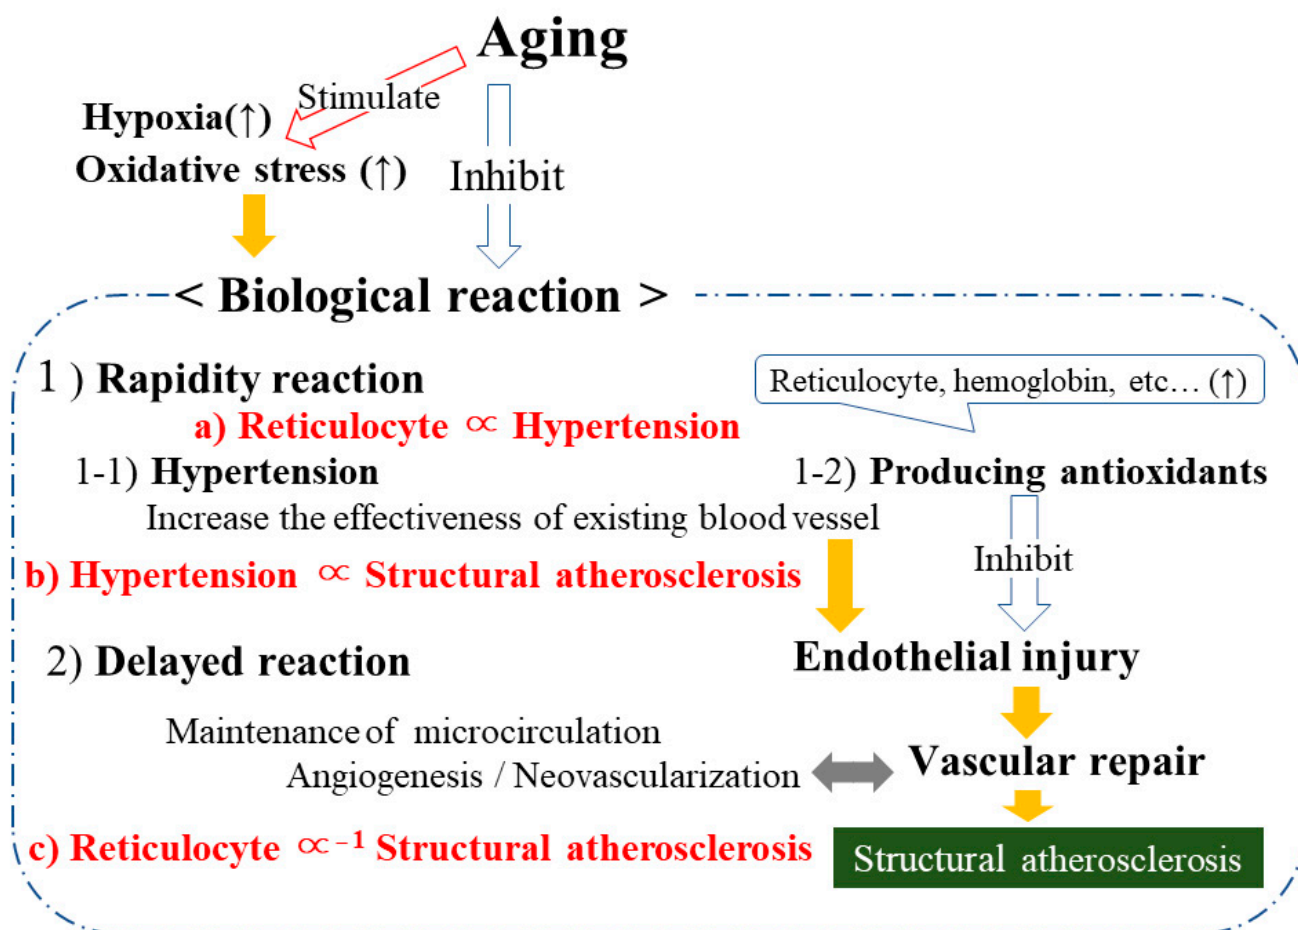 Aging
Stimulate
Hypoxia(↑)
Oxidative stress (↑)
Inhibit
< Biological reaction >
1 ) Rapidity reaction
Reticulocyte, hemoglobin, etc… (↑)
a) Reticulocyte ∝ Hypertension
1-1) Hypertension
1-2) Producing antioxidants
Increase the effectiveness of existing blood vessel
Inhibit
b) Hypertension ∝ Structural atherosclerosis
2) Delayed reaction
Endothelial injury
Maintenance of microcirculation
Angiogenesis / Neovascularization
Vascular repair
c) Reticulocyte ∝⁻¹ Structural atherosclerosis
Structural atherosclerosis